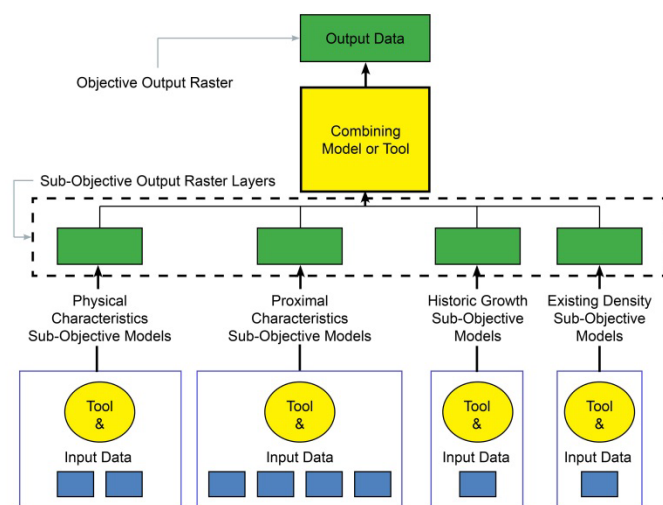 Output Data
Objective Output Raster
Combining
Model or Tool
Sub-Objective Output Raster Layers
Physical
Characteristics
Sub-Objective Models
Proximal
Characteristics
Sub-Objective Models
Historic Growth
Sub-Objective
Models
Existing Density
Sub-Objective
Models
Tool
&
Input Data
Tool
&
Input Data
Tool
&
Input Data
Tool
&
Input Data